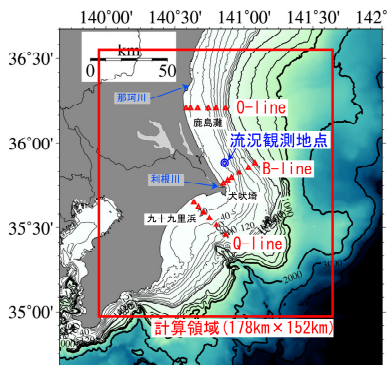 140°00' 140°30' 141°00' 141°30' 142°
36°30'
km
0 50
那珂川
O-line
鹿島灘
36°00'
流況観測地点
B-line
利根川
犬吠埼
九十九里浜
35°30'
Q-line
2000
35°00'
計算領域(178km×152km)